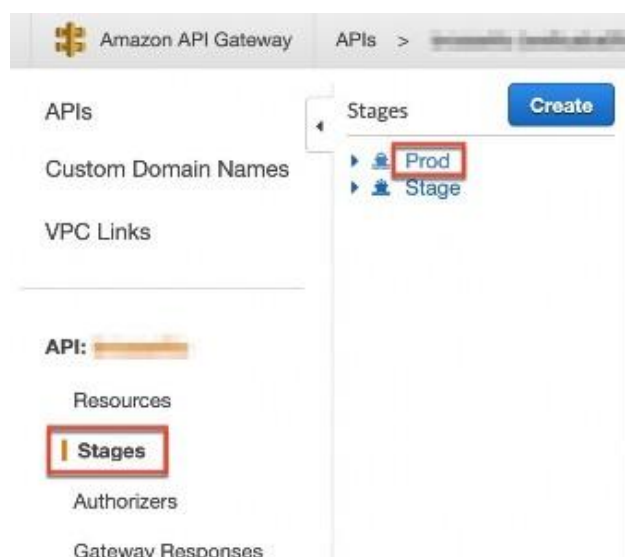 Amazon API Gateway
APIs >
APIs
Custom Domain Names
VPC Links
API:
Resources
Stages
Authorizers
Gateway Responses
Stages
Create
Prod
Stage